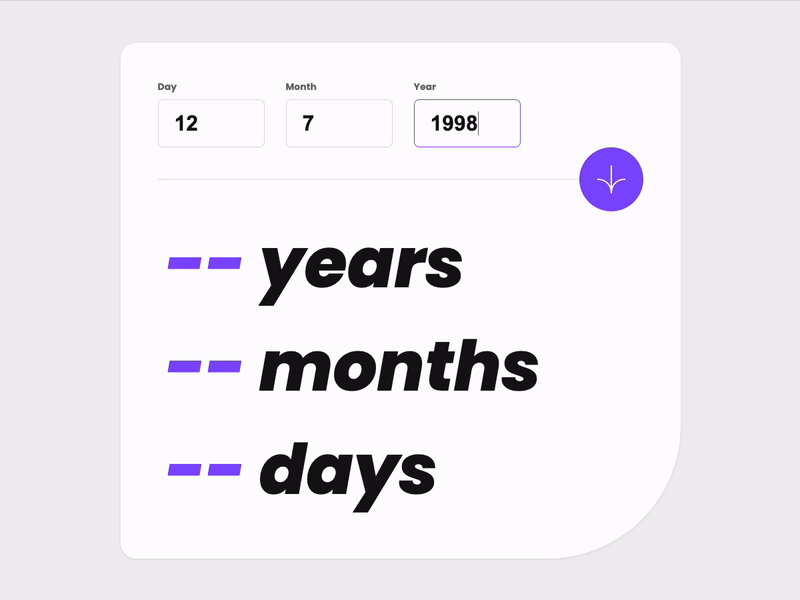 Day Month Year
12 7 1998
-- years
-- months
-- days